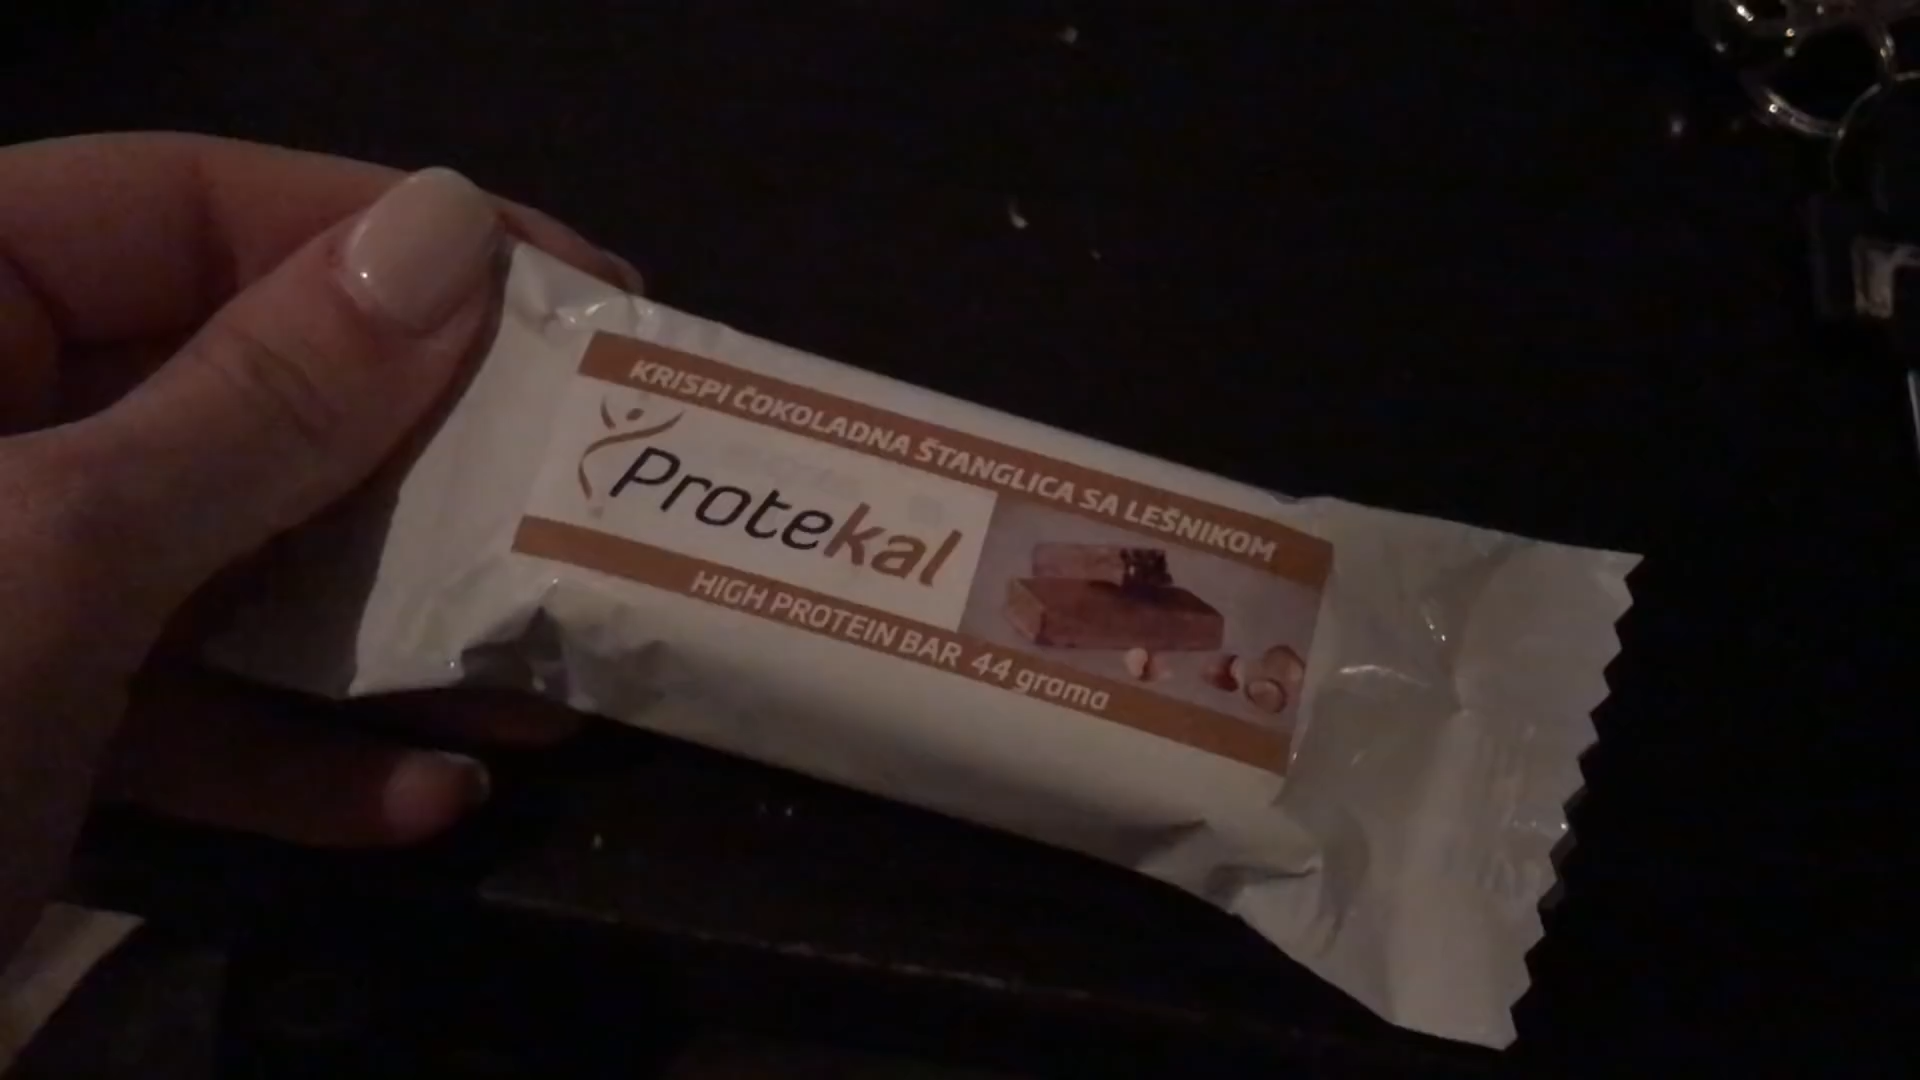 KRISPI ČOKOLADNA ŠTANGLICA SA LEŠNIKOM
Protekal
HIGH PROTEIN BAR 44 grama